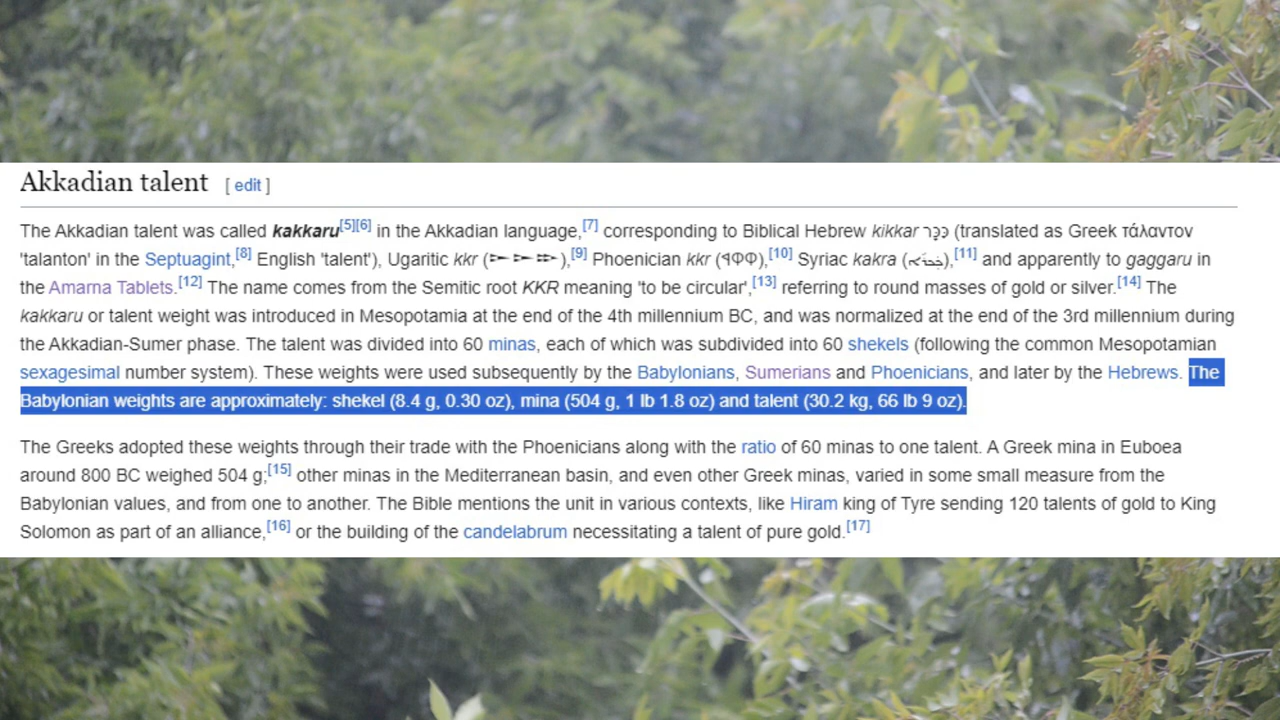 Akkadian talent [ edit ]
The Akkadian talent was called kakkaru[5][6] in the Akkadian language,[7] corresponding to Biblical Hebrew kikkar כִּכָּר (translated as Greek τάλαντον
'talanton' in the Septuagint,[8] English 'talent'), Ugaritic kkr (𐎋𐎋𐎗),[9] Phoenician kkr (𐤒𐤒𐤓),[10] Syriac kakra (ܟܲܟܪܵܐ),[11] and apparently to gaggaru in
the Amarna Tablets.[12] The name comes from the Semitic root KKR meaning 'to be circular',[13] referring to round masses of gold or silver.[14] The
kakkaru or talent weight was introduced in Mesopotamia at the end of the 4th millennium BC, and was normalized at the end of the 3rd millennium during
the Akkadian-Sumer phase. The talent was divided into 60 minas, each of which was subdivided into 60 shekels (following the common Mesopotamian
sexagesimal number system). These weights were used subsequently by the Babylonians, Sumerians and Phoenicians, and later by the Hebrews. The
Babylonian weights are approximately: shekel (8.4 g, 0.30 oz), mina (504 g, 1 lb 1.8 oz) and talent (30.2 kg, 66 lb 9 oz).
The Greeks adopted these weights through their trade with the Phoenicians along with the ratio of 60 minas to one talent. A Greek mina in Euboea
around 800 BC weighed 504 g;[15] other minas in the Mediterranean basin, and even other Greek minas, varied in some small measure from the
Babylonian values, and from one to another. The Bible mentions the unit in various contexts, like Hiram king of Tyre sending 120 talents of gold to King
Solomon as part of an alliance,[16] or the building of the candelabrum necessitating a talent of pure gold.[17]